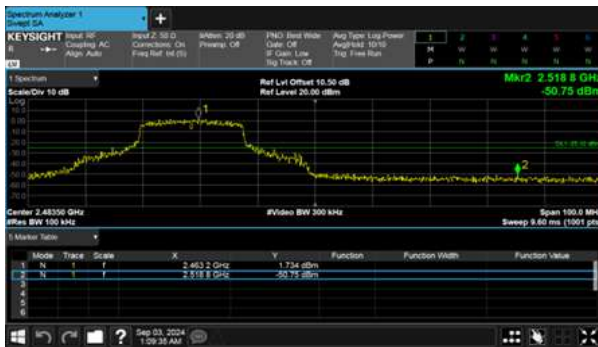 Spectrum Analyzer 1
Swept SA
+
KEYSIGHT Input: RF Input Z: 50 Ω #Atten: 20 dB PNO: Best Wide Avg Type: Log-Power 1 2 3 4 5 6
Coupling: AC Corrections: On Preamp: Off Gate: Off Avg|Hold: 10/10 M W W W W W
Align: Auto Freq Ref: Int (S) IF Gain: Low Trig: Free Run
Sig Track: Off P N N N N N
1 Spectrum
Ref Lvl Offset 10.50 dB Mkr2 2.518 8 GHz
Scale/Div 10 dB Ref Level 20.00 dBm -50.75 dBm
Log
1
2
Center 2.48350 GHz #Video BW 300 kHz Span 100.0 MHz
#Res BW 100 kHz Sweep 9.60 ms (1001 pts)
5 Marker Table
Mode Trace Scale X Y Function Function Width Function Value
1 N 1 f 2.463 2 GHz 1.734 dBm
2 N 1 f 2.518 8 GHz -50.75 dBm
3
4
5
6
? Sep 03, 2024
1:09:35 AM